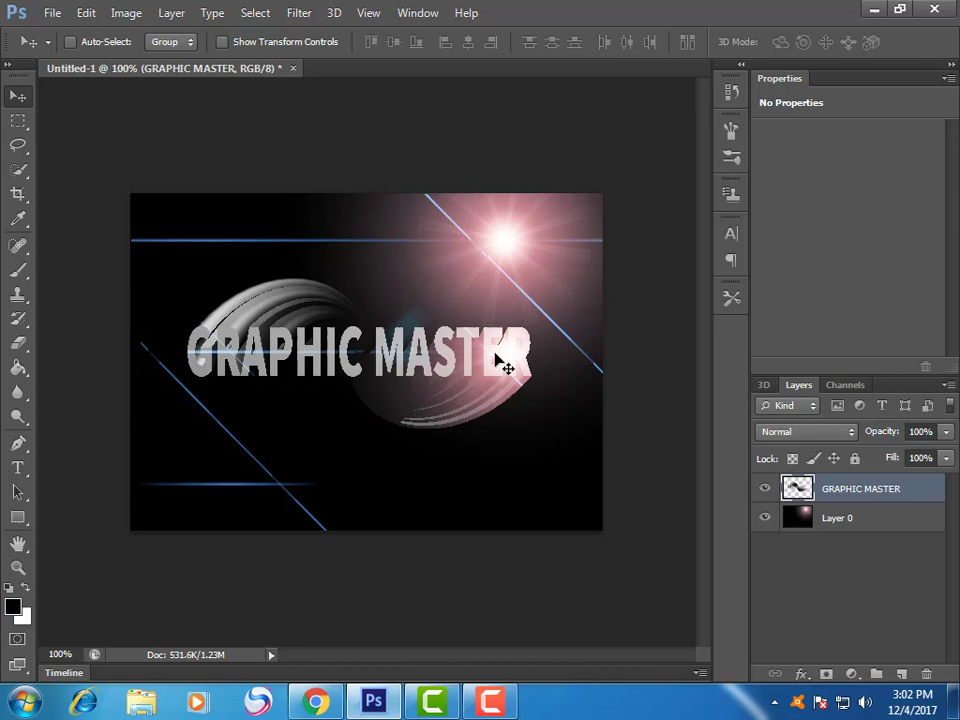 Ps File Edit Image Layer Type Select Filter 3D View Window Help
Auto-Select: Group Show Transform Controls 3D Mode:
Untitled-1 @ 100% (GRAPHIC MASTER, RGB/8) * ×
Properties
No Properties
GRAPHIC MASTER
3D Layers Channels
Kind
Normal Opacity: 100%
Lock: Fill: 100%
GRAPHIC MASTER
Layer 0
100% Doc: 531.6K/1.23M
Timeline
Ps
3:02 PM
12/4/2017